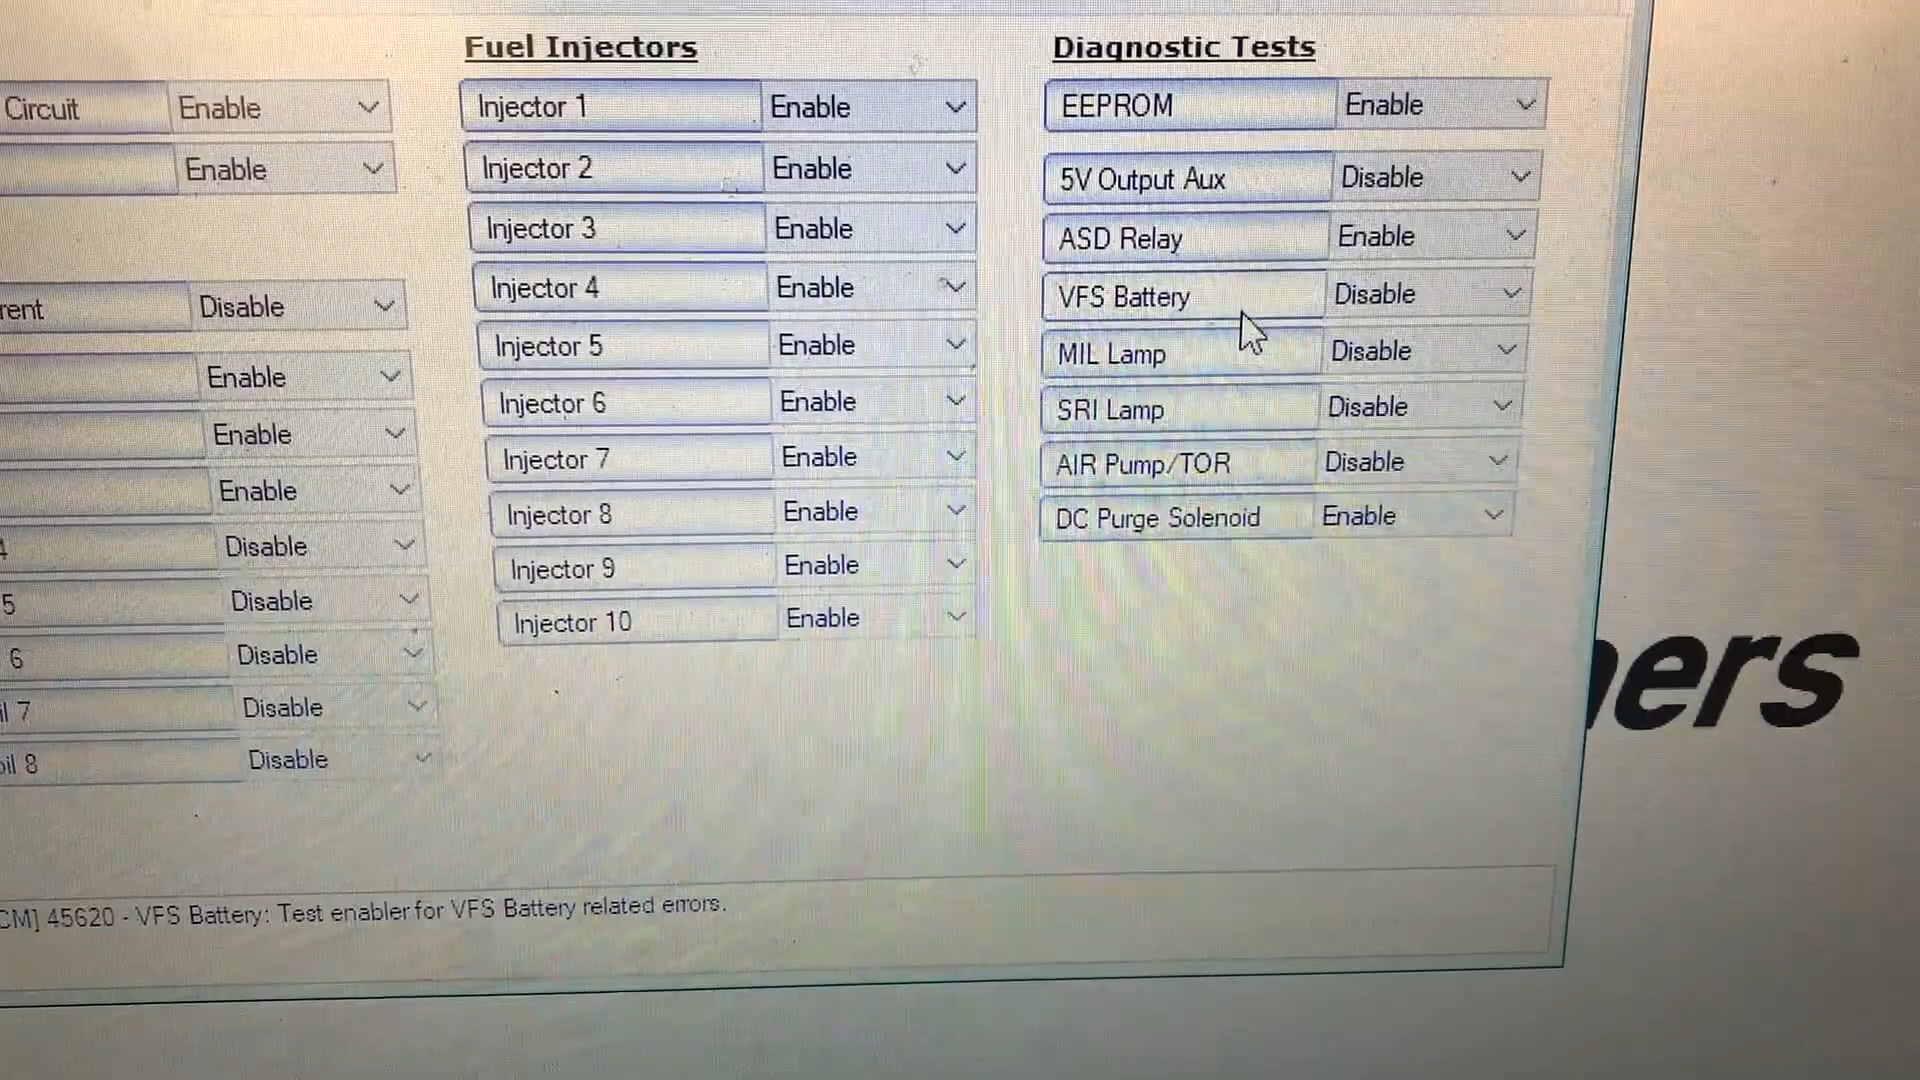 Circuit Enable
Enable
rent Disable
Enable
Enable
Enable
4 Disable
5 Disable
6 Disable
il 7 Disable
oil 8 Disable
Fuel Injectors
Injector 1 Enable
Injector 2 Enable
Injector 3 Enable
Injector 4 Enable
Injector 5 Enable
Injector 6 Enable
Injector 7 Enable
Injector 8 Enable
Injector 9 Enable
Injector 10 Enable
Diagnostic Tests
EEPROM Enable
5V Output Aux Disable
ASD Relay Enable
VFS Battery Disable
MIL Lamp Disable
SRI Lamp Disable
AIR Pump/TOR Disable
DC Purge Solenoid Enable
CM] 45620 - VFS Battery: Test enabler for VFS Battery related errors.
ers